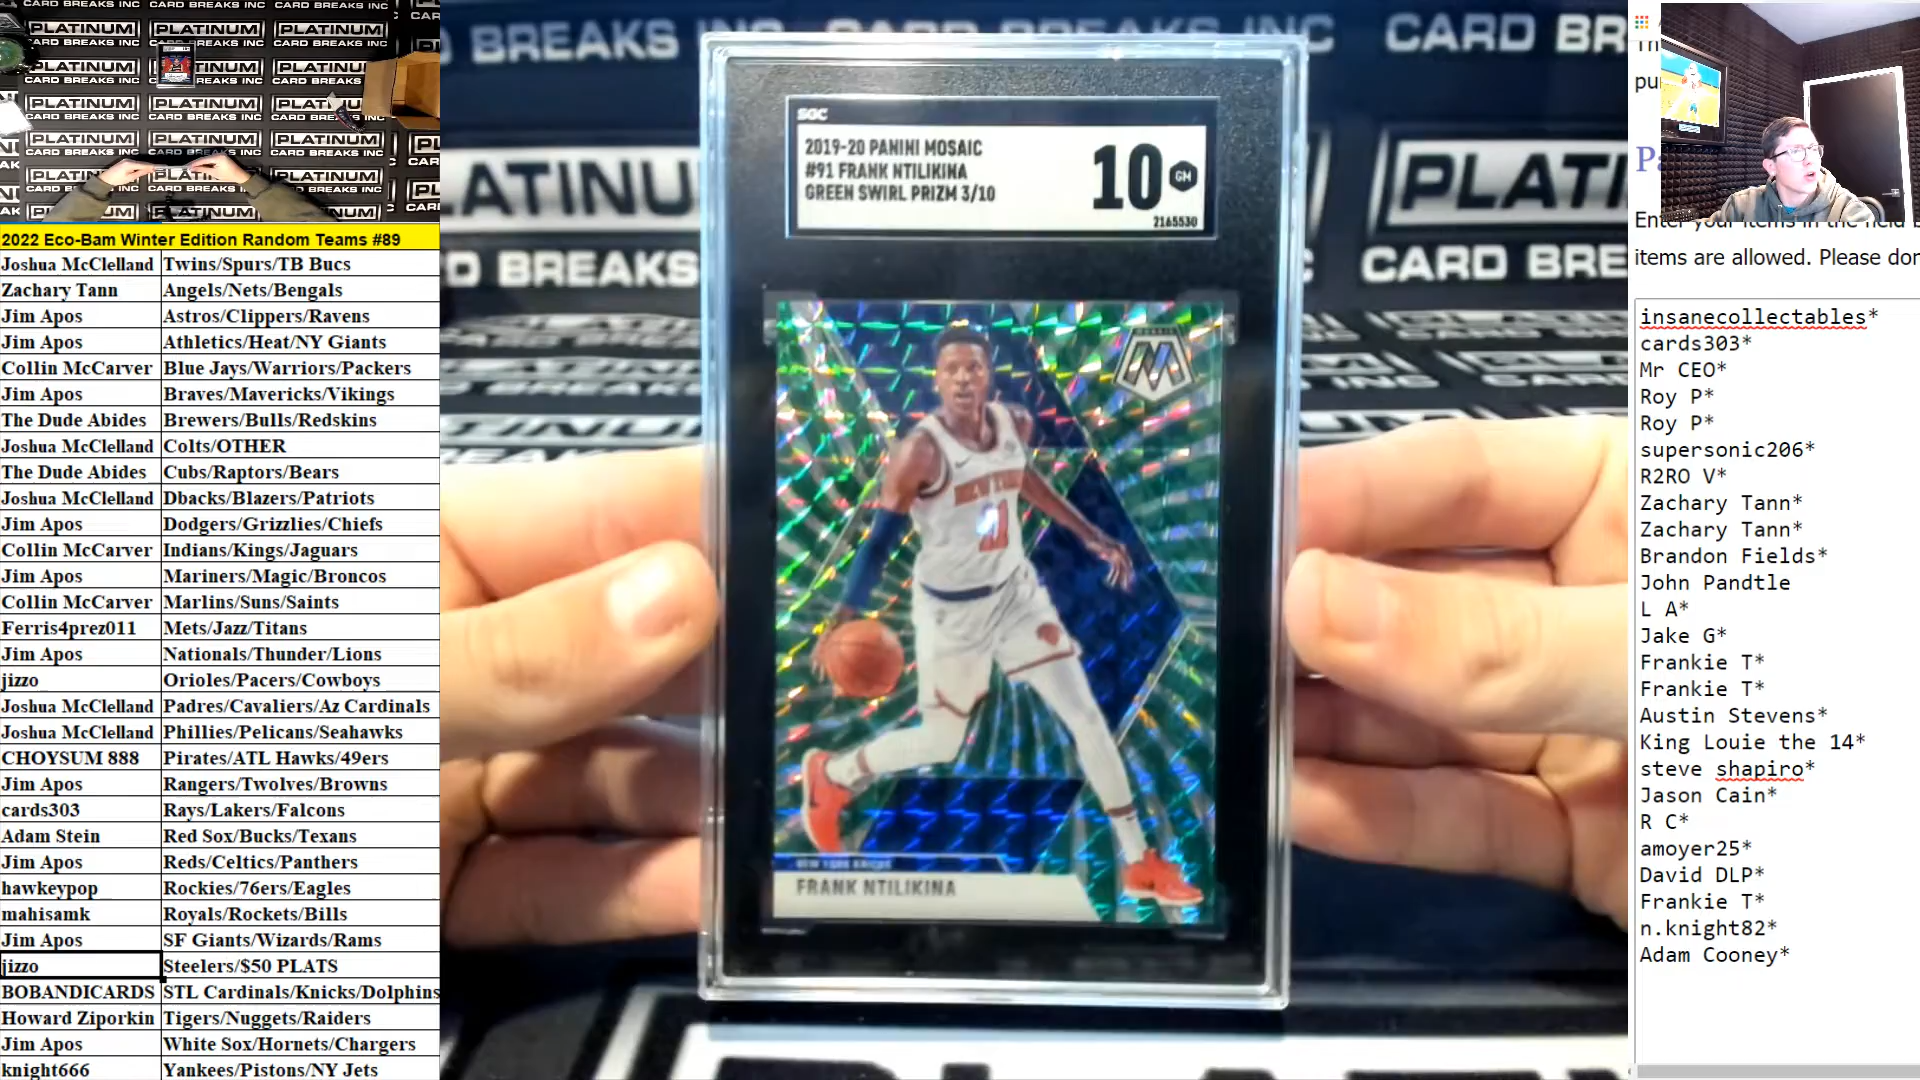 2022 Eco-Bam Winter Edition Random Teams #89
Joshua McClelland Twins/Spurs/TB Bucs
Zachary Tann Angels/Nets/Bengals
Jim Apos Astros/Clippers/Ravens
Jim Apos Athletics/Heat/NY Giants
Collin McCarver Blue Jays/Warriors/Packers
Jim Apos Braves/Mavericks/Vikings
The Dude Abides Brewers/Bulls/Redskins
Joshua McClelland Colts/OTHER
The Dude Abides Cubs/Raptors/Bears
Joshua McClelland Dbacks/Blazers/Patriots
Jim Apos Dodgers/Grizzlies/Chiefs
Collin McCarver Indians/Kings/Jaguars
Jim Apos Mariners/Magic/Broncos
Collin McCarver Marlins/Suns/Saints
Ferris4prez011 Mets/Jazz/Titans
Jim Apos Nationals/Thunder/Lions
jizzo Orioles/Pacers/Cowboys
Joshua McClelland Padres/Cavaliers/Az Cardinals
Joshua McClelland Phillies/Pelicans/Seahawks
CHOYSUM 888 Pirates/ATL Hawks/49ers
Jim Apos Rangers/Twolves/Browns
cards303 Rays/Lakers/Falcons
Adam Stein Red Sox/Bucks/Texans
Jim Apos Reds/Celtics/Panthers
hawkeypop Rockies/76ers/Eagles
mahisamk Royals/Rockets/Bills
Jim Apos SF Giants/Wizards/Rams
jizzo Steelers/$50 PLATS
BOBANDICARDS STL Cardinals/Knicks/Dolphins
Howard Ziporkin Tigers/Nuggets/Raiders
Jim Apos White Sox/Hornets/Chargers
knight666 Yankees/Pistons/NY Jets
PLATINUM
CARD BREAKS INC
SGC
2019-20 PANINI MOSAIC
#91 FRANK NTILIKINA
GREEN SWIRL PRIZM 3/10
10 GM
2165530
MOSAIC
NEW YORK
NEW YORK KNICKS
FRANK NTILIKINA
Enter your items in the field
items are allowed. Please
insanecollectables*
cards303*
Mr CEO*
Roy P*
Roy P*
supersonic206*
R2RO V*
Zachary Tann*
Zachary Tann*
Brandon Fields*
John Pandtle
L A*
Jake G*
Frankie T*
Frankie T*
Austin Stevens*
King Louie the 14*
steve shapiro*
Jason Cain*
R C*
amoyer25*
David DLP*
Frankie T*
n.knight82*
Adam Cooney*